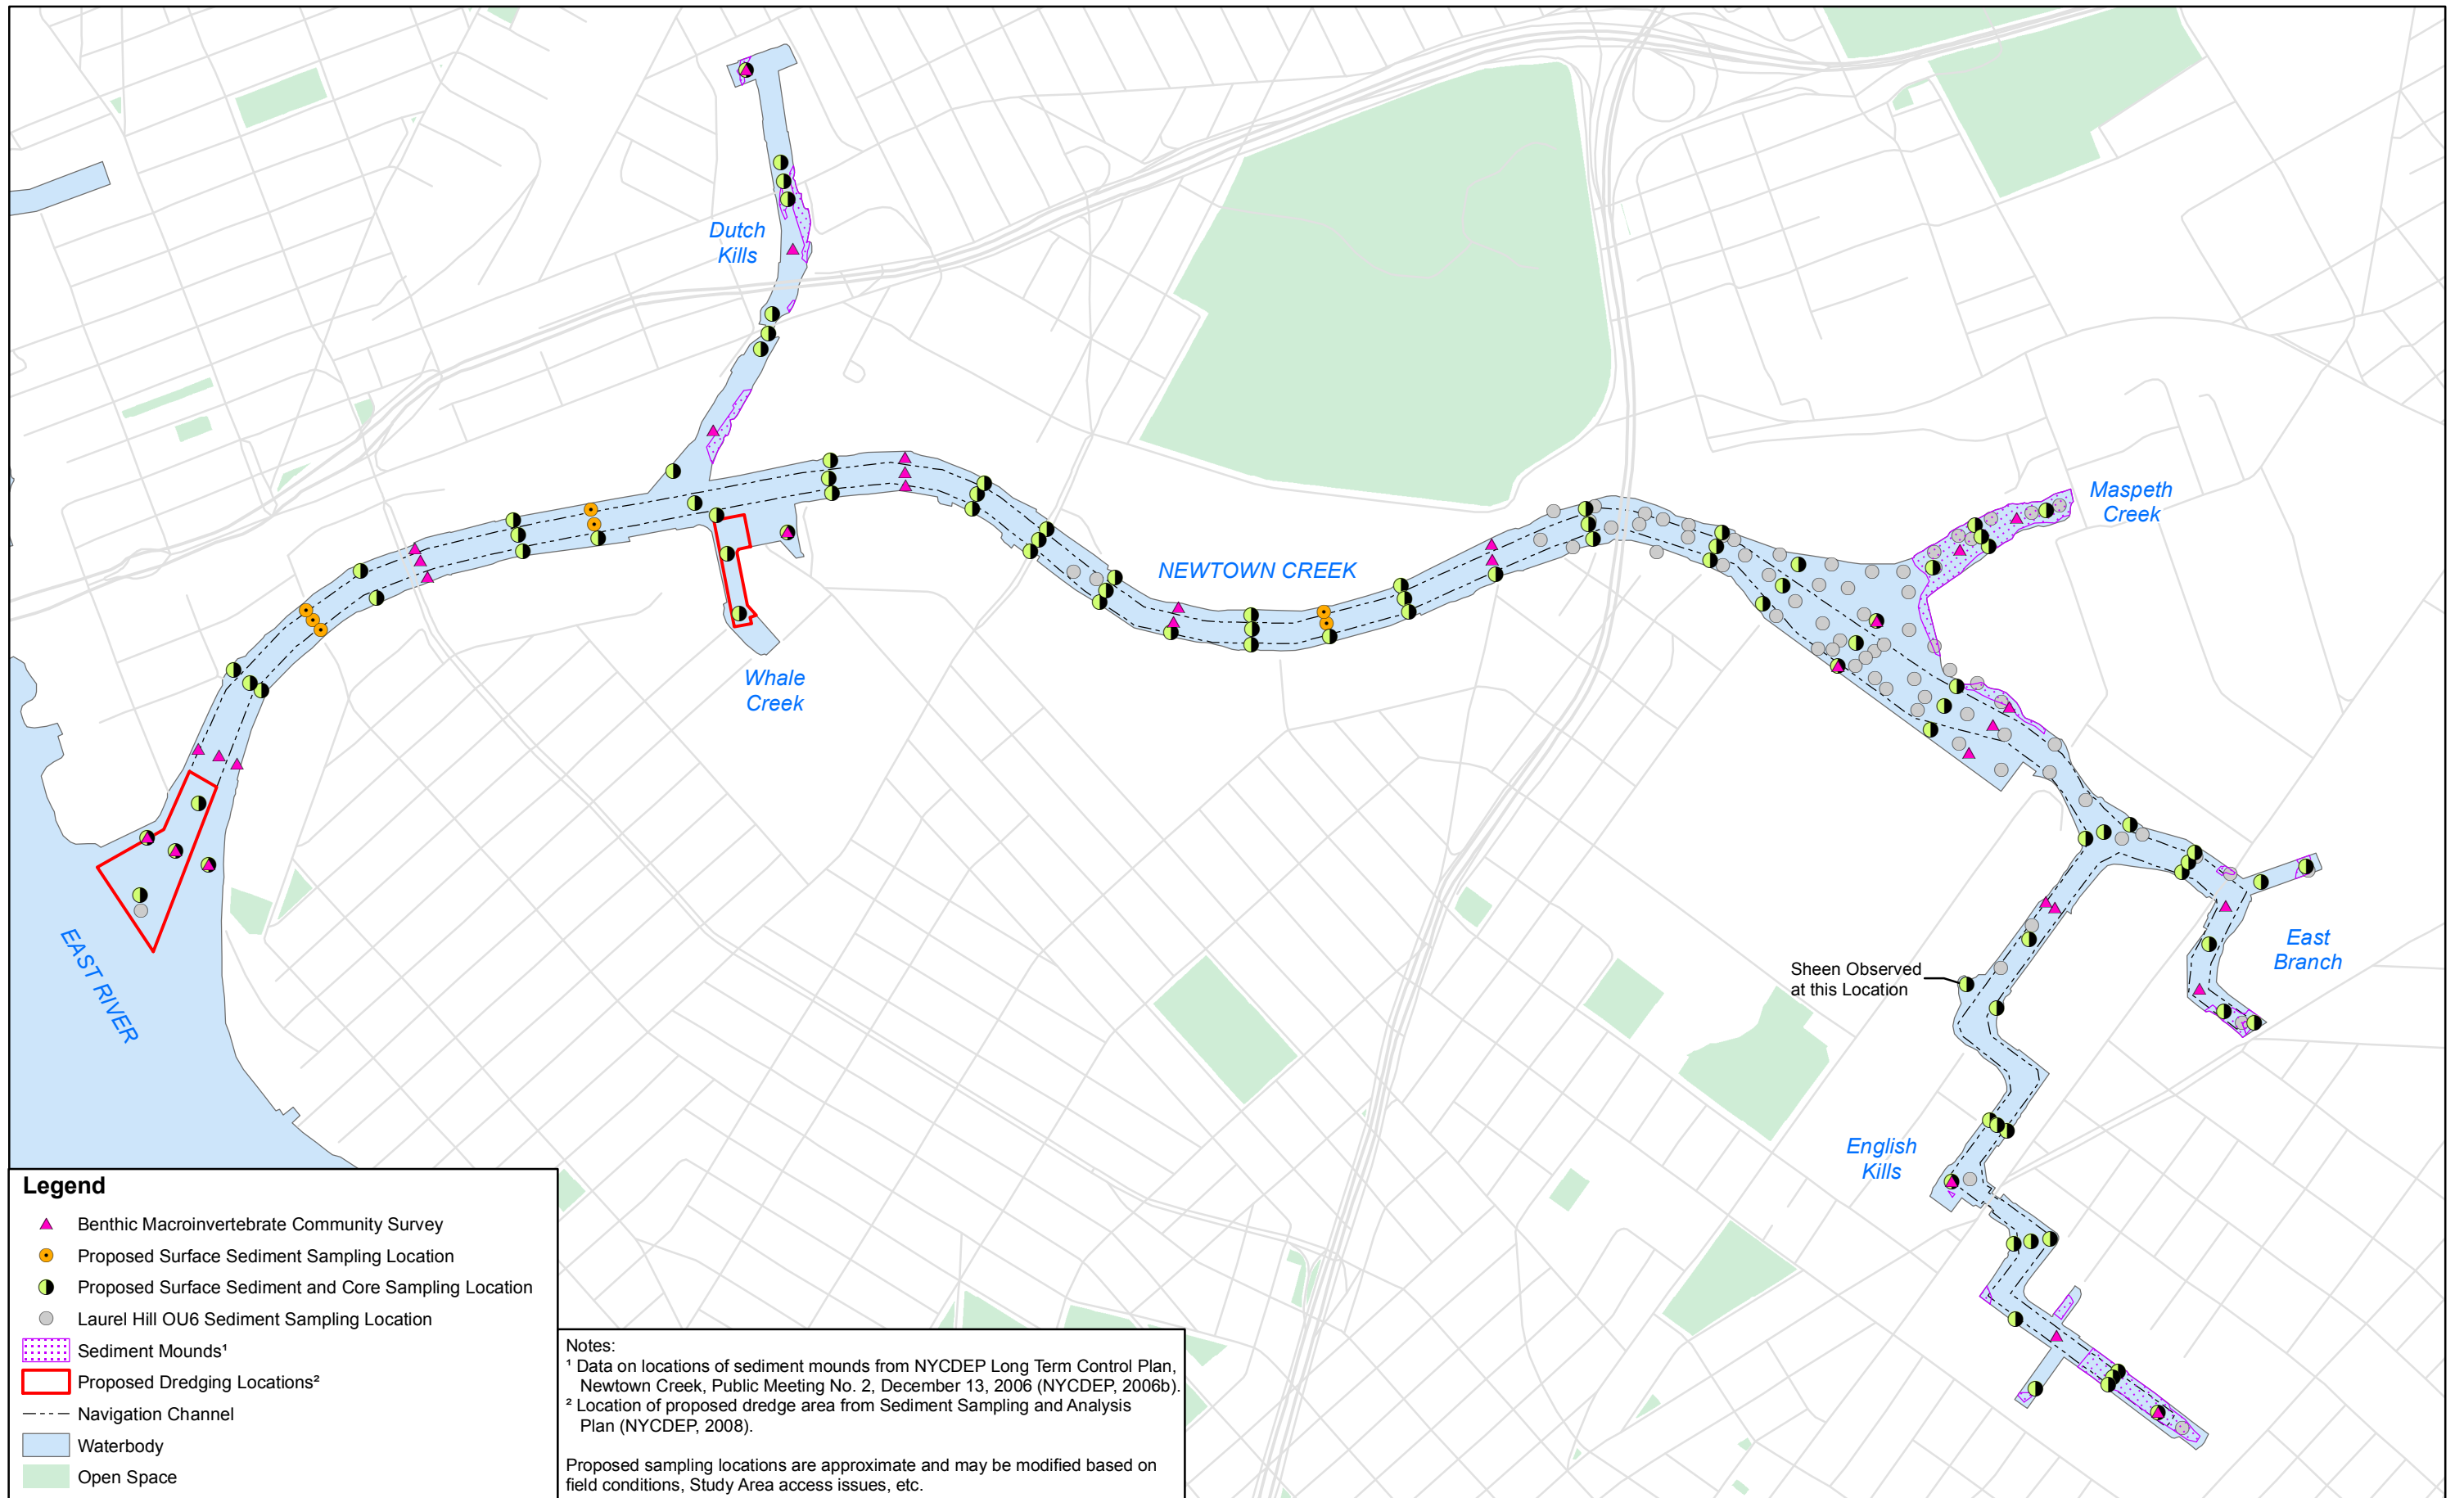 Dutch
Kills
Maspeth
Creek
NEWTOWN CREEK
Whale
Creek
EAST RIVER
East
Branch
Sheen Observed
at this Location
English
Kills
Legend
Benthic Macroinvertebrate Community Survey
Proposed Surface Sediment Sampling Location
Proposed Surface Sediment and Core Sampling Location
Laurel Hill OU6 Sediment Sampling Location
Sediment Mounds¹
Proposed Dredging Locations²
Navigation Channel
Waterbody
Open Space
Notes:
¹ Data on locations of sediment mounds from NYCDEP Long Term Control Plan,
Newtown Creek, Public Meeting No. 2, December 13, 2006 (NYCDEP, 2006b).
² Location of proposed dredge area from Sediment Sampling and Analysis
Plan (NYCDEP, 2008).
Proposed sampling locations are approximate and may be modified based on
field conditions, Study Area access issues, etc.